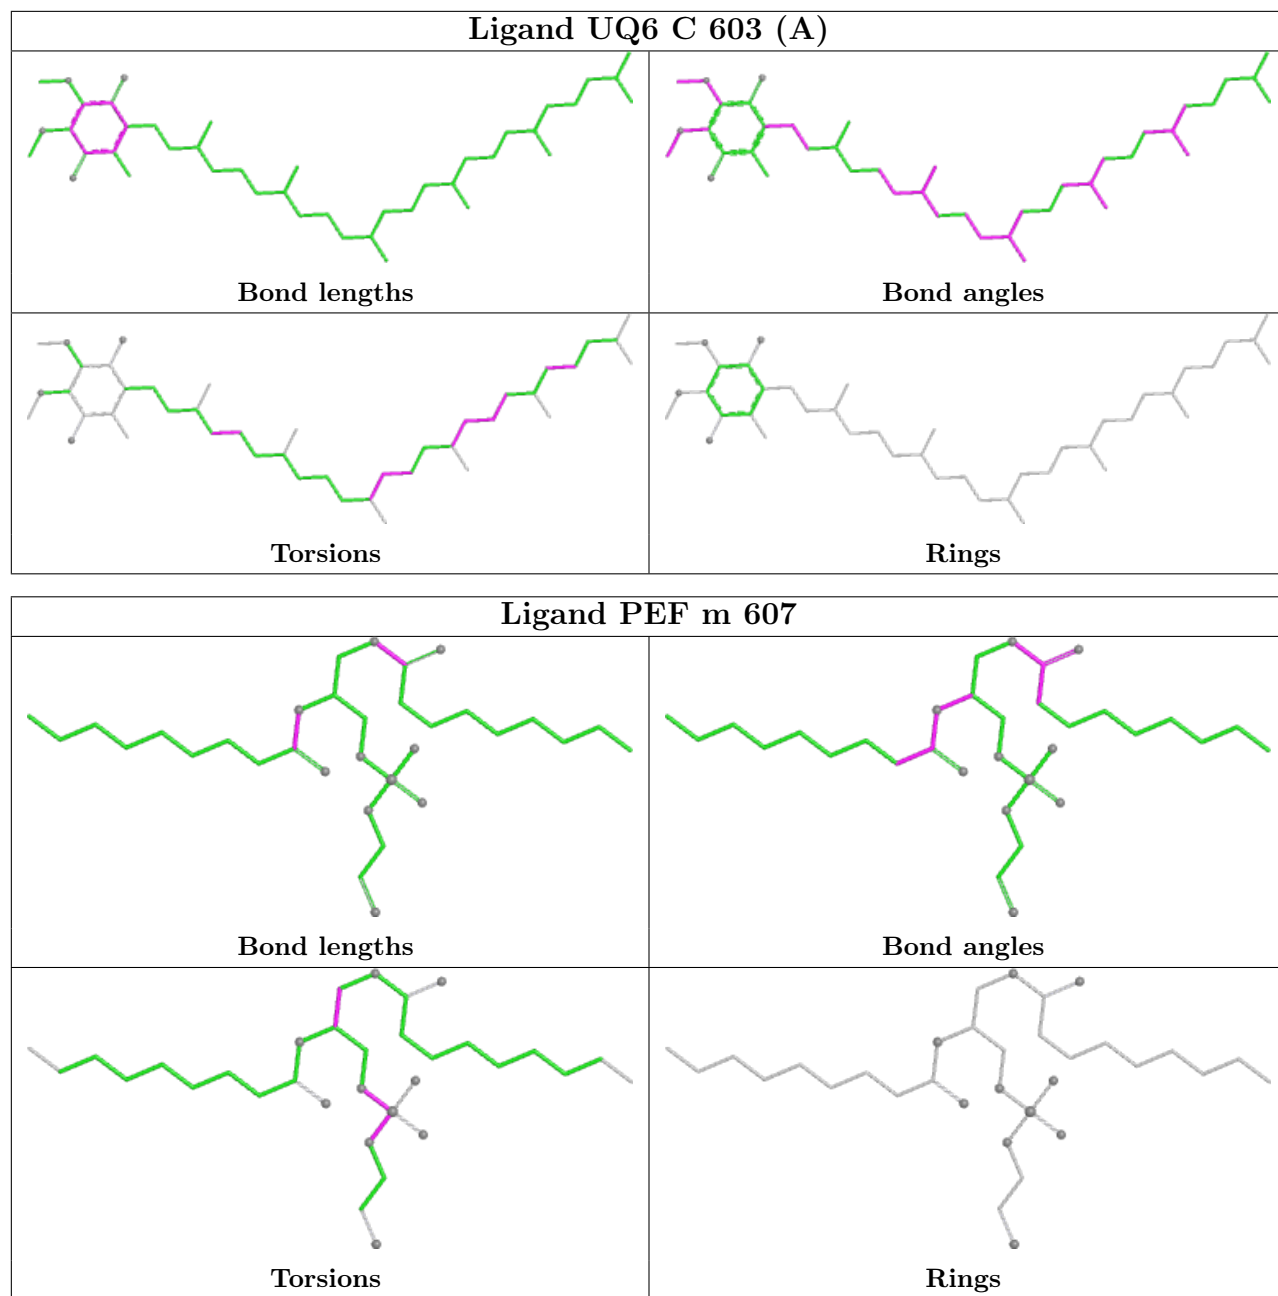 Ligand UQ6 C 603 (A)
Bond lengths
Bond angles
Torsions
Rings
Ligand PEF m 607
Bond lengths
Bond angles
Torsions
Rings